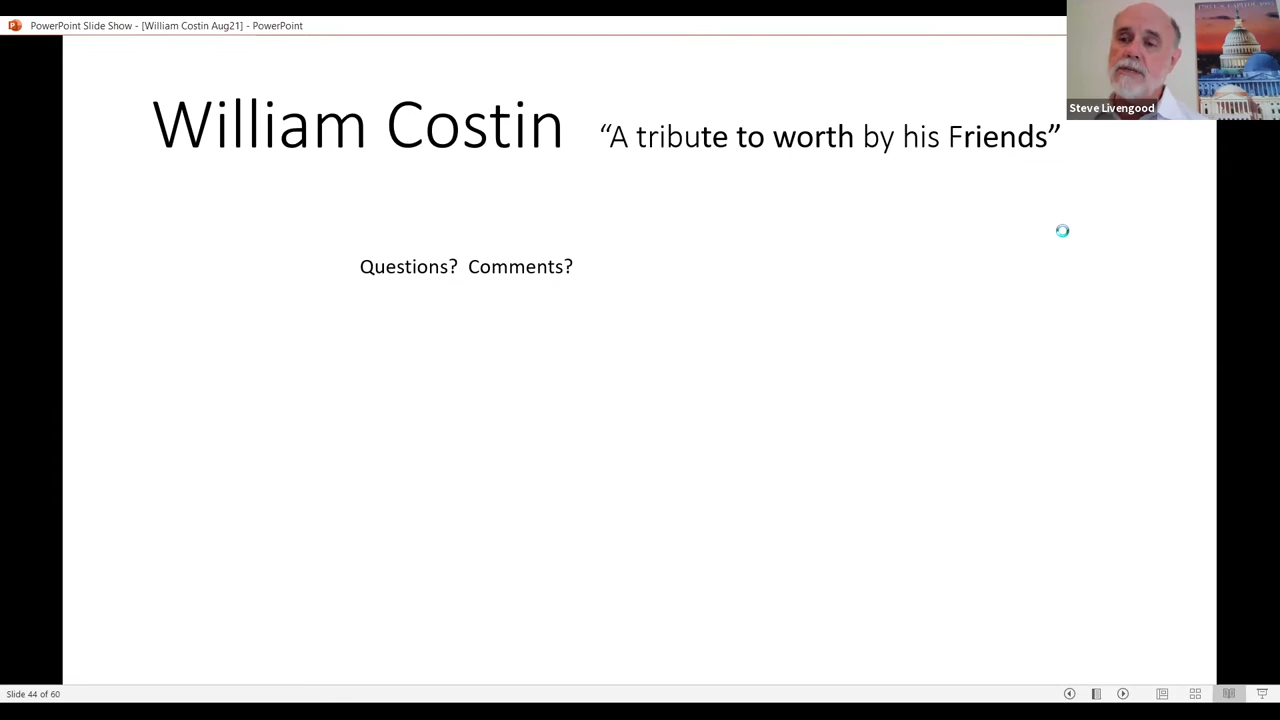 PowerPoint Slide Show - [William Costin Aug21] - PowerPoint
William Costin “A tribute to worth by his Friends”
Steve Livengood
Questions? Comments?
Slide 44 of 60